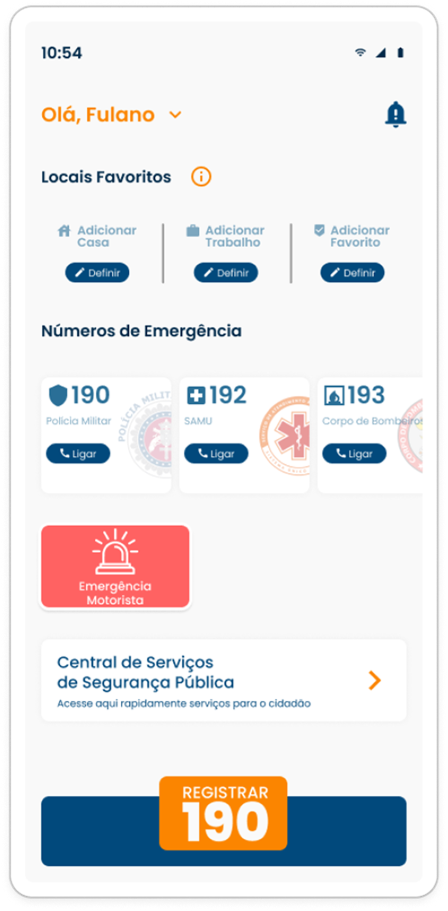 10:54
Olá, Fulano
Locais Favoritos
Adicionar
Casa
Definir
Adicionar
Trabalho
Definir
Adicionar
Favorito
Definir
Números de Emergência
190
Policia Militar
Ligar
POLÍCIA MILIT
192
SAMU
Ligar
193
Corpo de Bombeiros
Ligar
Emergência
Motorista
Central de Serviços
de Segurança Pública
Acesse aqui rapidamente serviços para o cidadão
REGISTRAR
190